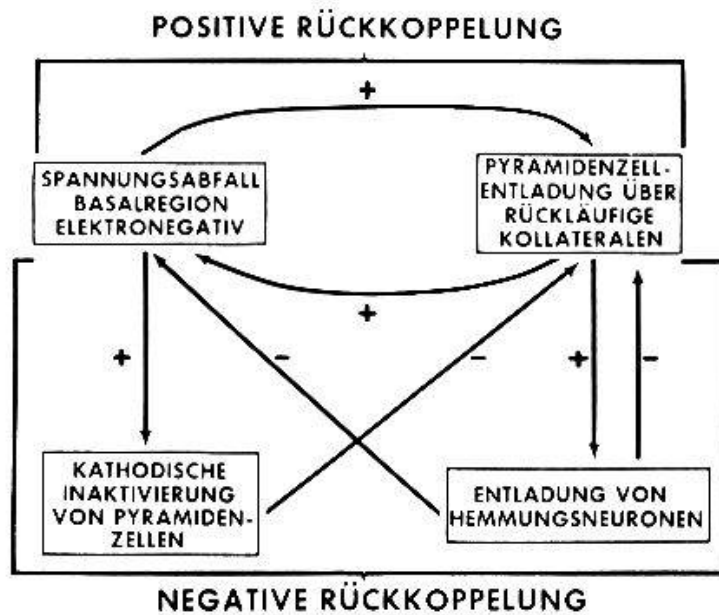 POSITIVE RÜCKKOPPELUNG
+
SPANNUNGSABFALL
BASALREGION
ELEKTRONEGATIV
PYRAMIDENZELL-
ENTLADUNG ÜBER
RÜCKLÄUFIGE
KOLLATERALEN
+
+
-
-
+
-
KATHODISCHE
INAKTIVIERUNG
VON PYRAMIDEN-
ZELLEN
ENTLADUNG VON
HEMMUNGSNEURONEN
NEGATIVE RÜCKKOPPELUNG